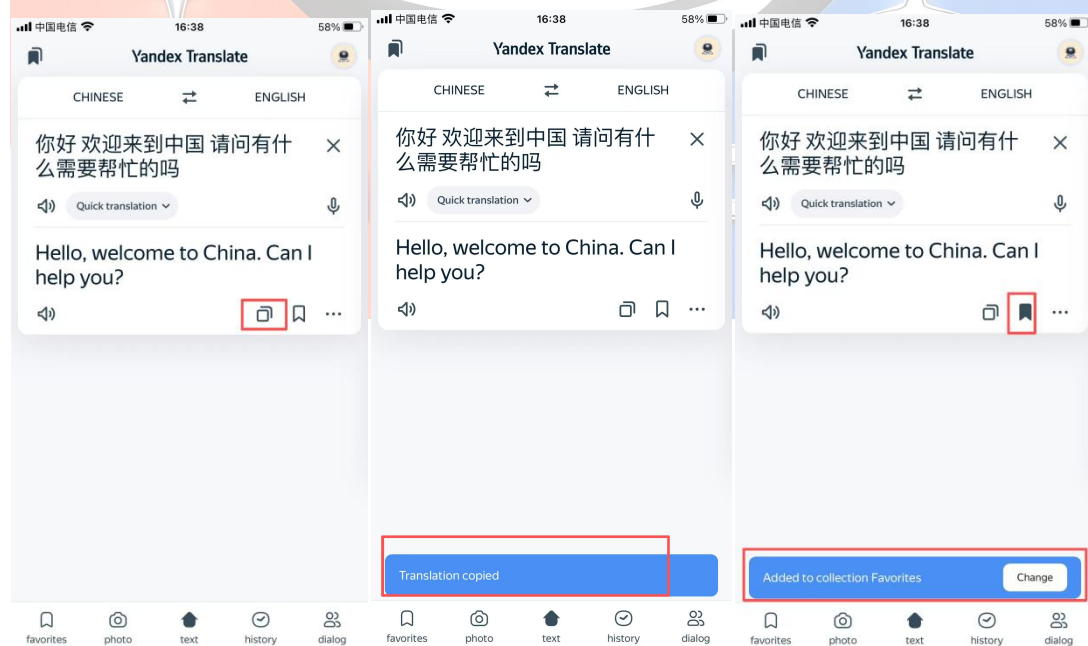 中国电信 16:38 58%
Yandex Translate
CHINESE ENGLISH
你好 欢迎来到中国 请问有什
么需要帮忙的吗
Quick translation
Hello, welcome to China. Can I
help you?
favorites photo text history dialog
中国电信 16:38 58%
Yandex Translate
CHINESE ENGLISH
你好 欢迎来到中国 请问有什
么需要帮忙的吗
Quick translation
Hello, welcome to China. Can I
help you?
Translation copied
favorites photo text history dialog
中国电信 16:38 58%
Yandex Translate
CHINESE ENGLISH
你好 欢迎来到中国 请问有什
么需要帮忙的吗
Quick translation
Hello, welcome to China. Can I
help you?
Added to collection Favorites Change
favorites photo text history dialog